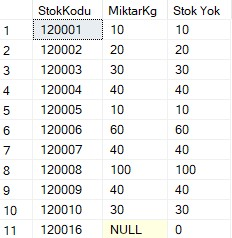 StokKodu MiktarKg Stok Yok
1 120001 10 10
2 120002 20 20
3 120003 30 30
4 120004 40 40
5 120005 10 10
6 120006 60 60
7 120007 40 40
8 120008 100 100
9 120009 40 40
10 120010 30 30
11 120016 NULL 0